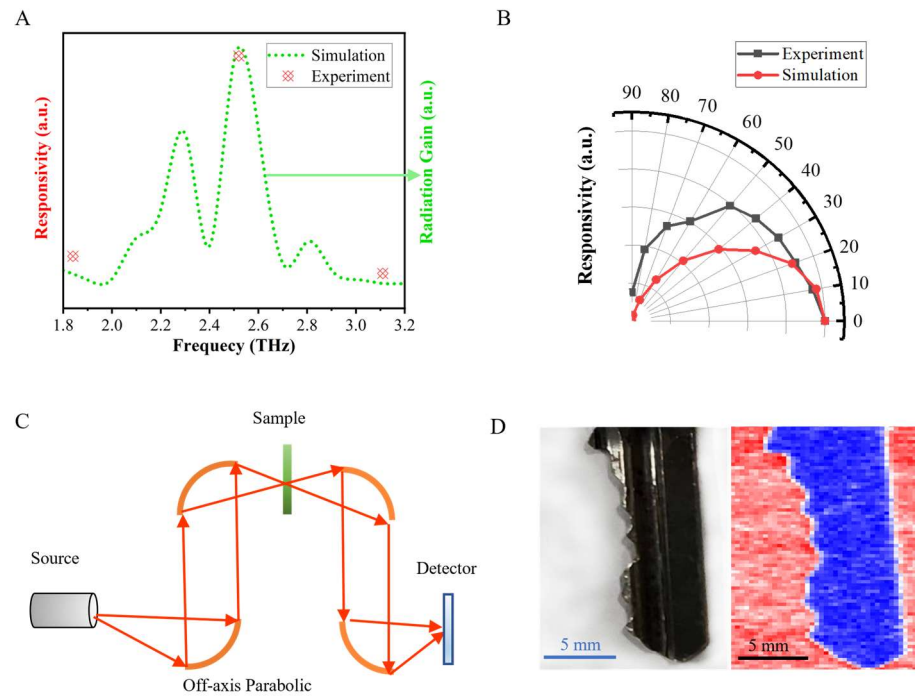 A
Simulation
Experiment
Responsivity (a.u.)
Radiation Gain (a.u.)
1.8 2.0 2.2 2.4 2.6 2.8 3.0 3.2
Frequecy (THz)
B
Experiment
Simulation
Responsivity (a.u.)
90
80
70
60
50
40
30
20
10
0
C
Sample
Source
Detector
Off-axis Parabolic
D
5 mm
5 mm